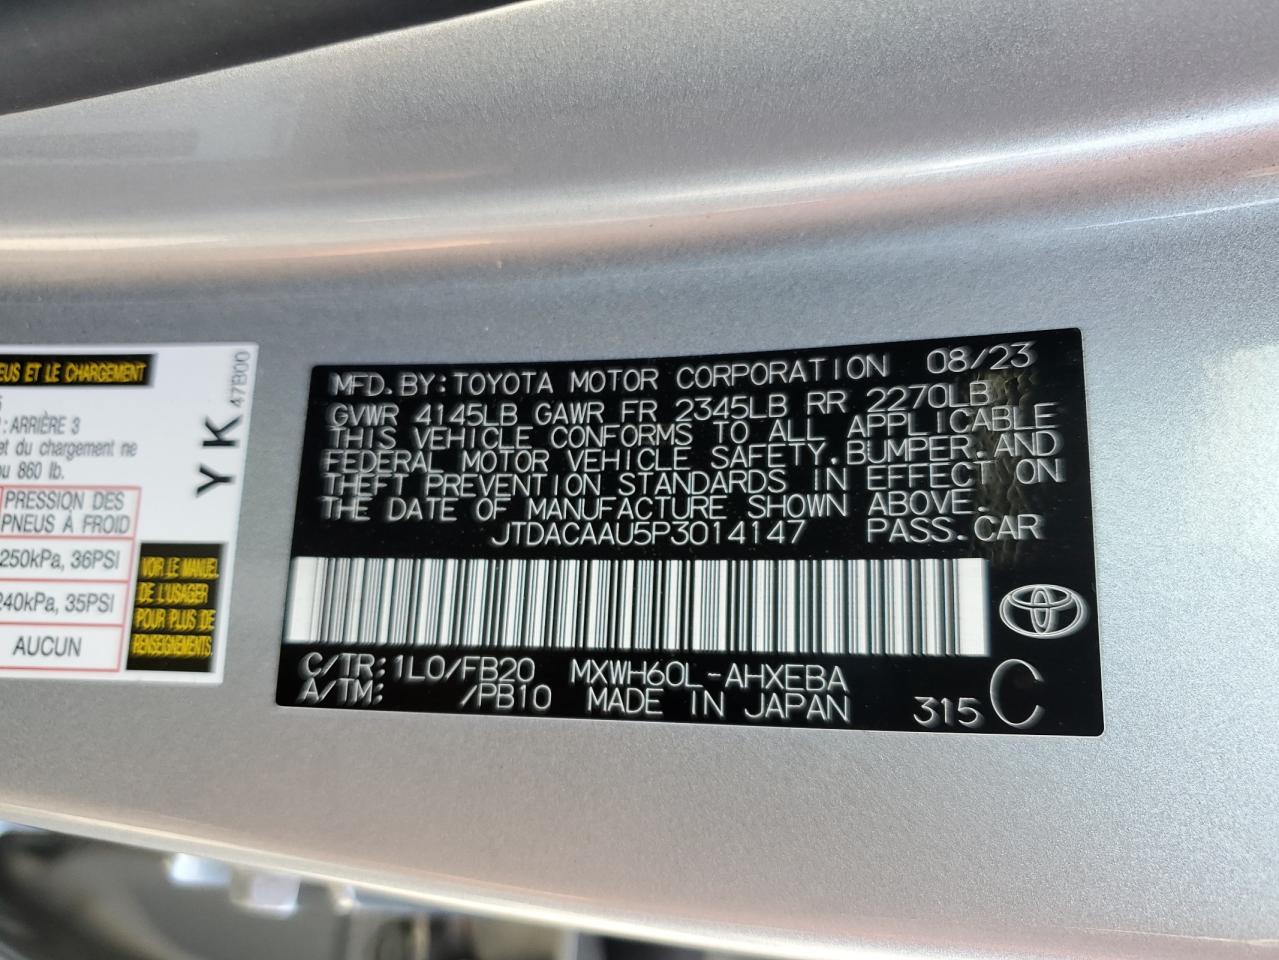 EUS ET LE CHARGEMENT
5
: ARRIÈRE 3
et du chargement ne
ou 860 lb.
PRESSION DES
PNEUS À FROID
250kPa, 36PSI
240kPa, 35PSI
AUCUN
YK
47B00
VOIR LE MANUEL
DE L'USAGER
POUR PLUS DE
RENSEIGNEMENTS.
MFD.BY:TOYOTA MOTOR CORPORATION 08/23
GVWR 4145LB GAWR FR 2345LB RR 2270LB
THIS VEHICLE CONFORMS TO ALL APPLICABLE
FEDERAL MOTOR VEHICLE SAFETY,BUMPER,AND
THEFT PREVENTION STANDARDS IN EFFECT ON
THE DATE OF MANUFACTURE SHOWN ABOVE.
JTDACAAU5P3014147 PASS.CAR
C/TR:1L0/FB20 MXWH60L-AHXEBA
A/TM: /PB10 MADE IN JAPAN 315 C